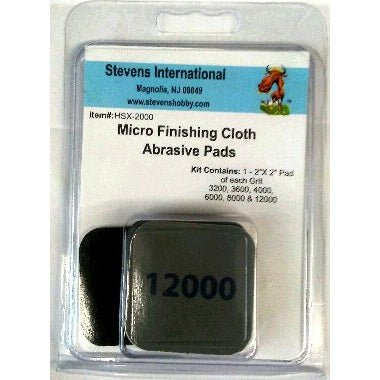 Stevens International
Magnolia, NJ 08049
www.stevenshobby.com
Item#:HSX-2000
Micro Finishing Cloth
Abrasive Pads
Kit Contains: 1 - 2"X 2" Pad
of each Grit
3200, 3600, 4000,
6000, 8000 & 12000
12000